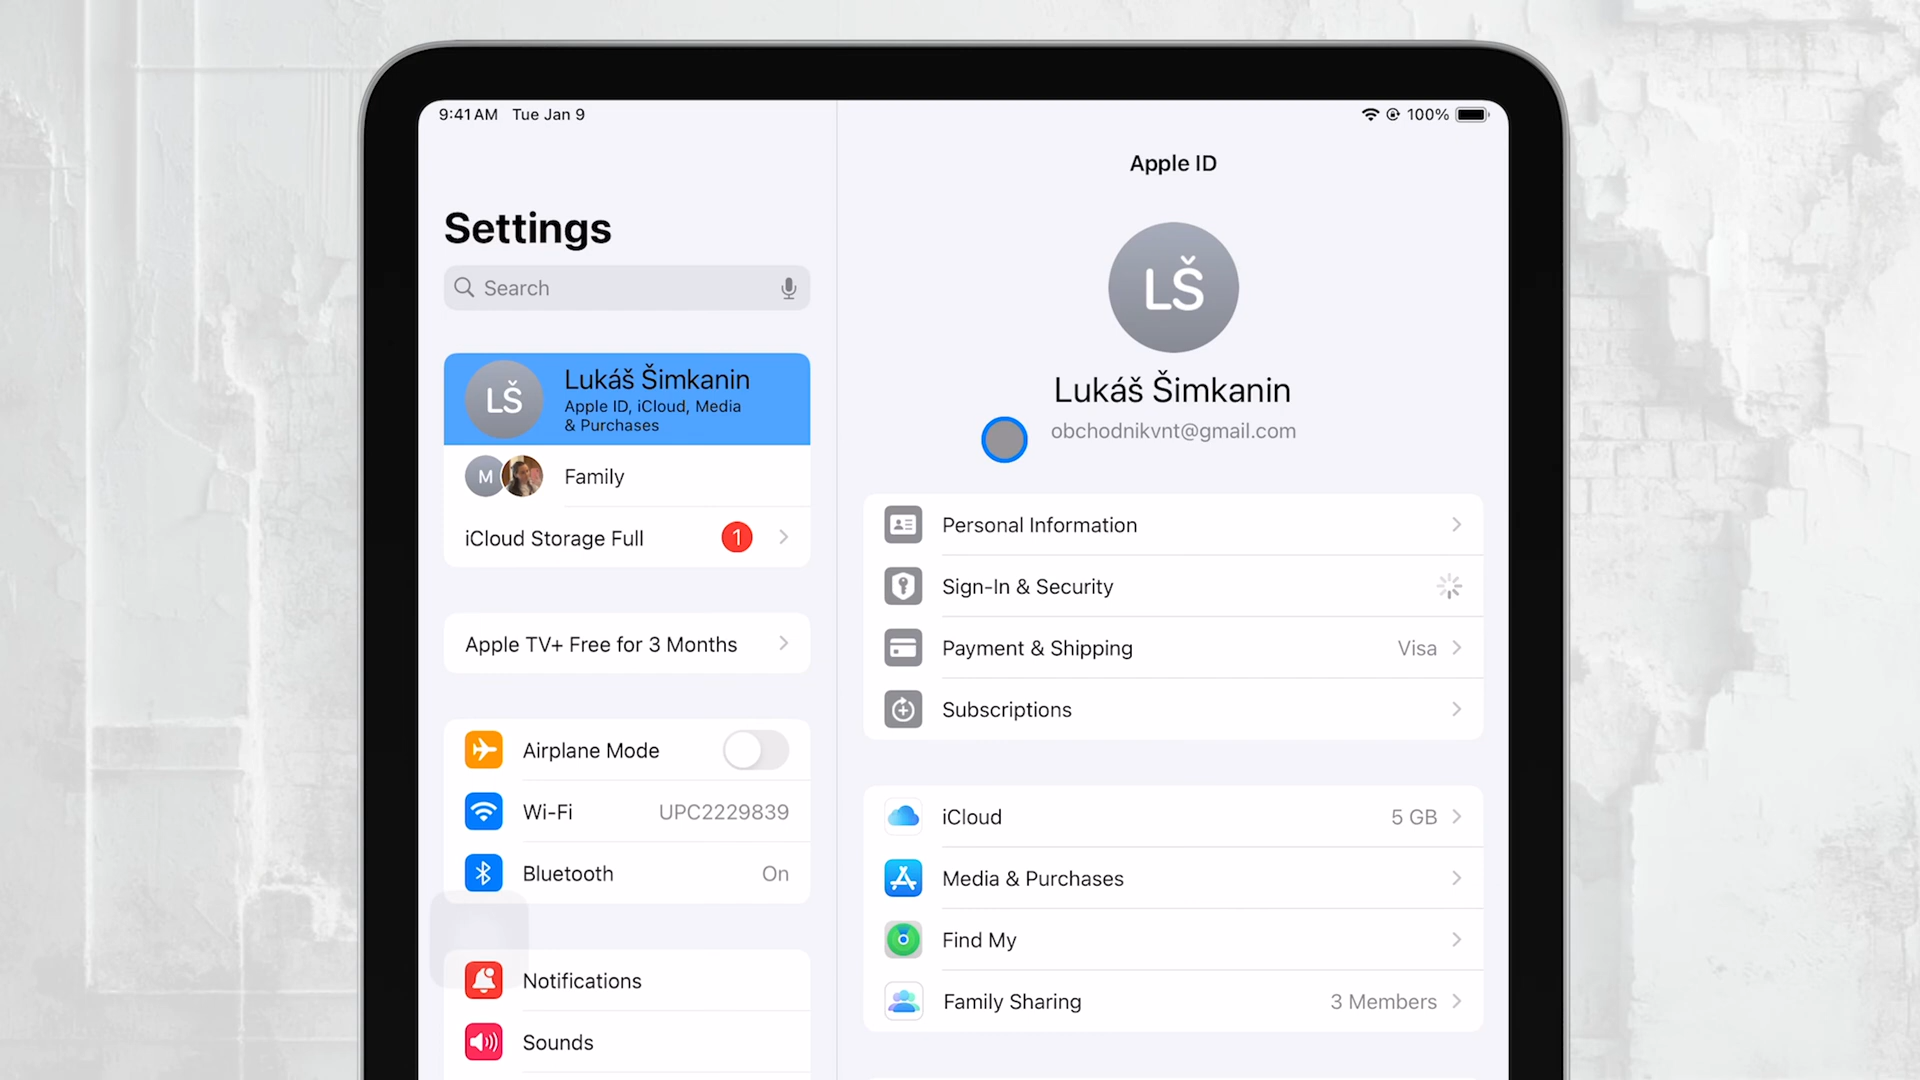 9:41 AM Tue Jan 9
100%
Settings
Search
LŠ
Lukáš Šimkanin
Apple ID, iCloud, Media
& Purchases
M
Family
iCloud Storage Full
1
Apple TV+ Free for 3 Months
Airplane Mode
Wi-Fi
UPC2229839
Bluetooth
On
Notifications
Sounds
Apple ID
LŠ
Lukáš Šimkanin
obchodnikvnt@gmail.com
Personal Information
Sign-In & Security
Payment & Shipping
Visa
Subscriptions
iCloud
5 GB
Media & Purchases
Find My
Family Sharing
3 Members